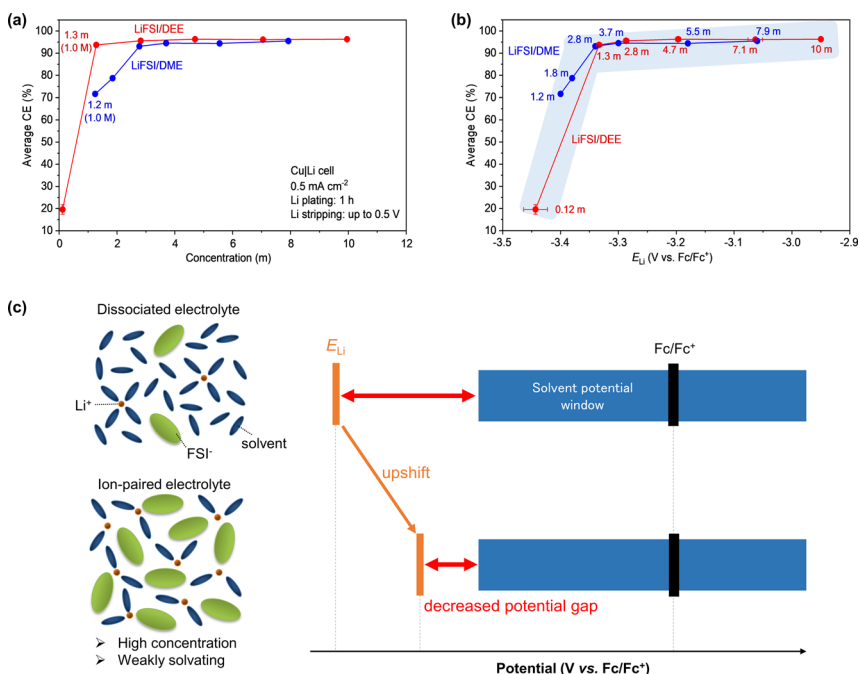 (a)
100
90
80
70
60
50
40
30
20
10
0
2
4
6
8
10
12
Average CE (%)
Concentration (m)
1.3 m
(1.0 M)
LiFSI/DEE
LiFSI/DME
1.2 m
(1.0 M)
Cu|Li cell
0.5 mA cm⁻²
Li plating: 1 h
Li stripping: up to 0.5 V
(b)
100
90
80
70
60
50
40
30
20
10
-3.5
-3.4
-3.3
-3.2
-3.1
-3.0
-2.9
Average CE (%)
E_Li (V vs. Fc/Fc⁺)
LiFSI/DME
2.8 m
3.7 m
5.5 m
7.9 m
1.3 m
2.8 m
4.7 m
7.1 m
10 m
1.8 m
1.2 m
LiFSI/DEE
0.12 m
(c)
Dissociated electrolyte
Li⁺
FSI⁻
solvent
Ion-paired electrolyte
➢ High concentration
➢ Weakly solvating
E_Li
Fc/Fc⁺
Solvent potential
window
upshift
decreased potential gap
Potential (V vs. Fc/Fc⁺)